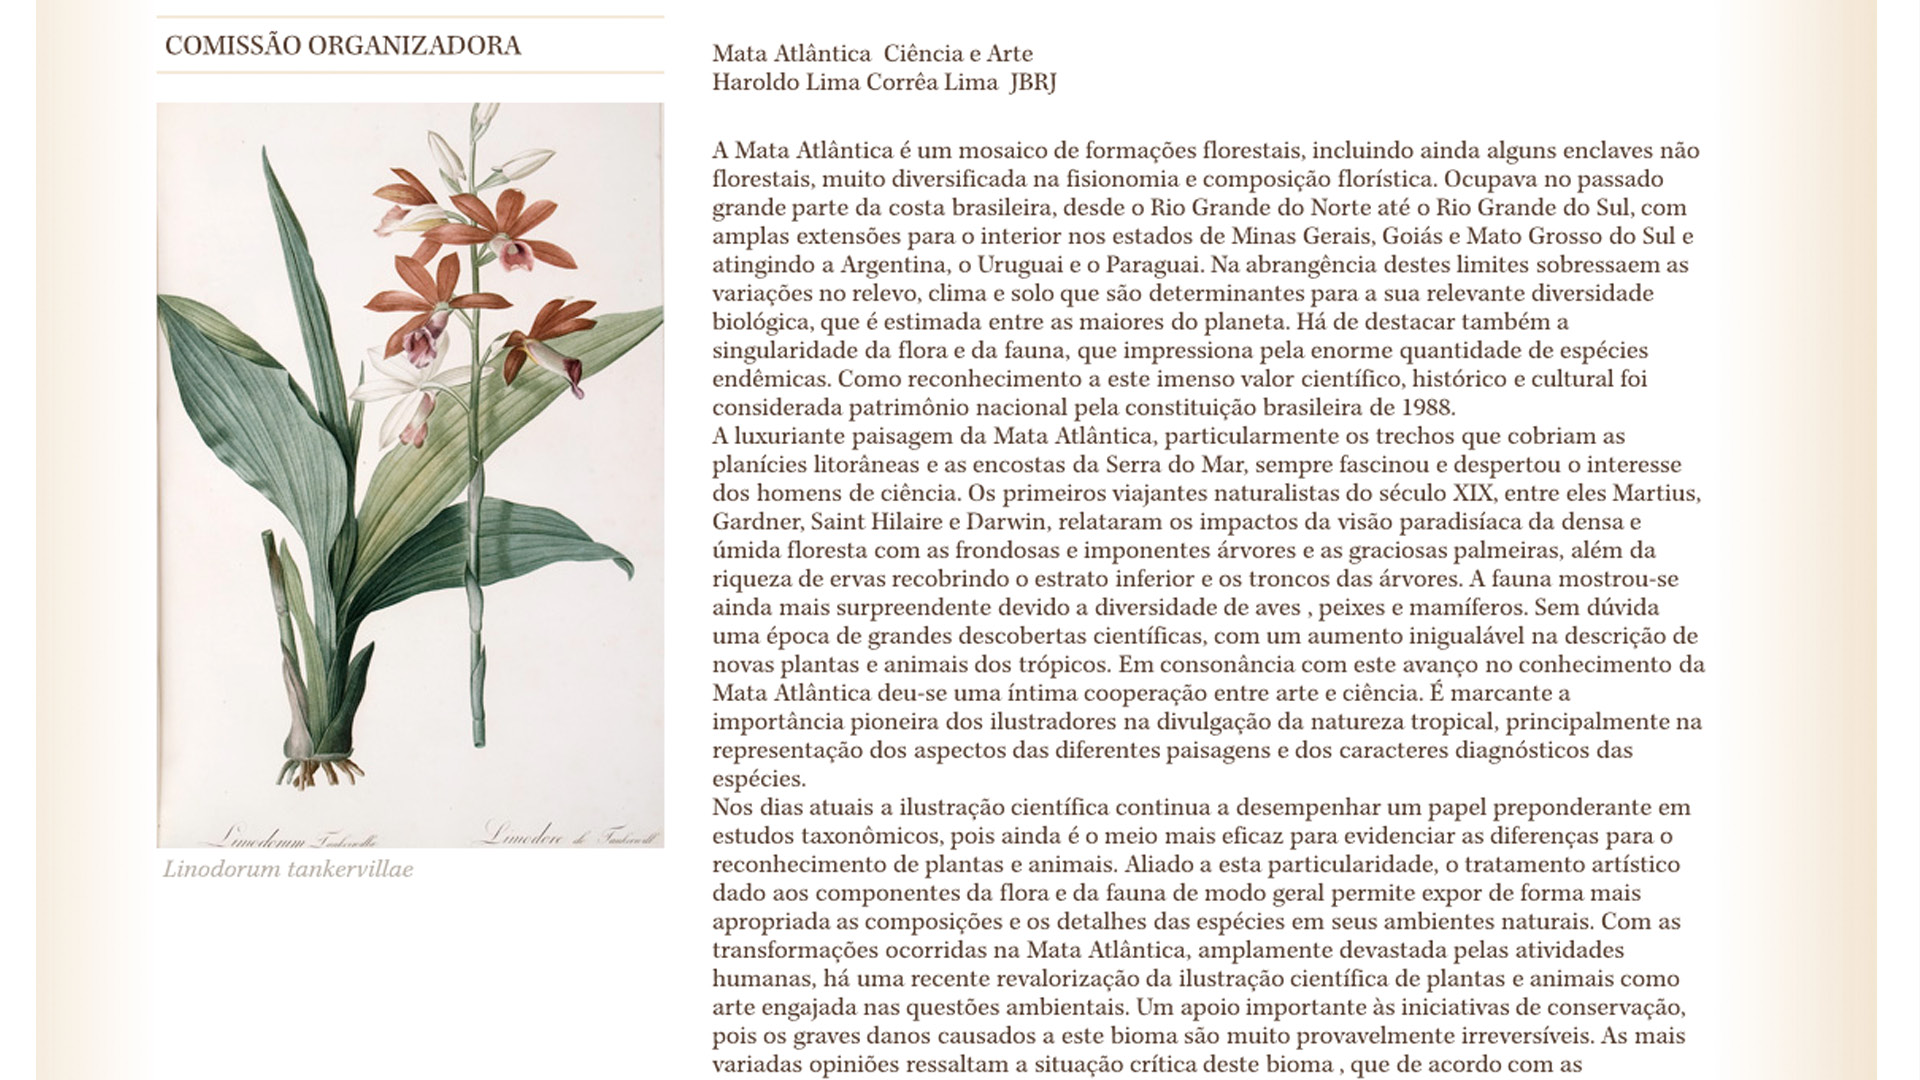 COMISSÃO ORGANIZADORA
Limodorum Tankervillæ
Limodore de Tankervill
Linodorum tankervillae
Mata Atlântica Ciência e Arte
Haroldo Lima Corrêa Lima JBRJ
A Mata Atlântica é um mosaico de formações florestais, incluindo ainda alguns enclaves não
florestais, muito diversificada na fisionomia e composição florística. Ocupava no passado
grande parte da costa brasileira, desde o Rio Grande do Norte até o Rio Grande do Sul, com
amplas extensões para o interior nos estados de Minas Gerais, Goiás e Mato Grosso do Sul e
atingindo a Argentina, o Uruguai e o Paraguai. Na abrangência destes limites sobressaem as
variações no relevo, clima e solo que são determinantes para a sua relevante diversidade
biológica, que é estimada entre as maiores do planeta. Há de destacar também a
singularidade da flora e da fauna, que impressiona pela enorme quantidade de espécies
endêmicas. Como reconhecimento a este imenso valor científico, histórico e cultural foi
considerada patrimônio nacional pela constituição brasileira de 1988.
A luxuriante paisagem da Mata Atlântica, particularmente os trechos que cobriam as
planícies litorâneas e as encostas da Serra do Mar, sempre fascinou e despertou o interesse
dos homens de ciência. Os primeiros viajantes naturalistas do século XIX, entre eles Martius,
Gardner, Saint Hilaire e Darwin, relataram os impactos da visão paradisíaca da densa e
úmida floresta com as frondosas e imponentes árvores e as graciosas palmeiras, além da
riqueza de ervas recobrindo o estrato inferior e os troncos das árvores. A fauna mostrou-se
ainda mais surpreendente devido a diversidade de aves , peixes e mamíferos. Sem dúvida
uma época de grandes descobertas científicas, com um aumento inigualável na descrição de
novas plantas e animais dos trópicos. Em consonância com este avanço no conhecimento da
Mata Atlântica deu-se uma íntima cooperação entre arte e ciência. É marcante a
importância pioneira dos ilustradores na divulgação da natureza tropical, principalmente na
representação dos aspectos das diferentes paisagens e dos caracteres diagnósticos das
espécies.
Nos dias atuais a ilustração científica continua a desempenhar um papel preponderante em
estudos taxonômicos, pois ainda é o meio mais eficaz para evidenciar as diferenças para o
reconhecimento de plantas e animais. Aliado a esta particularidade, o tratamento artístico
dado aos componentes da flora e da fauna de modo geral permite expor de forma mais
apropriada as composições e os detalhes das espécies em seus ambientes naturais. Com as
transformações ocorridas na Mata Atlântica, amplamente devastada pelas atividades
humanas, há uma recente revalorização da ilustração científica de plantas e animais como
arte engajada nas questões ambientais. Um apoio importante às iniciativas de conservação,
pois os graves danos causados a este bioma são muito provavelmente irreversíveis. As mais
variadas opiniões ressaltam a situação crítica deste bioma , que de acordo com as